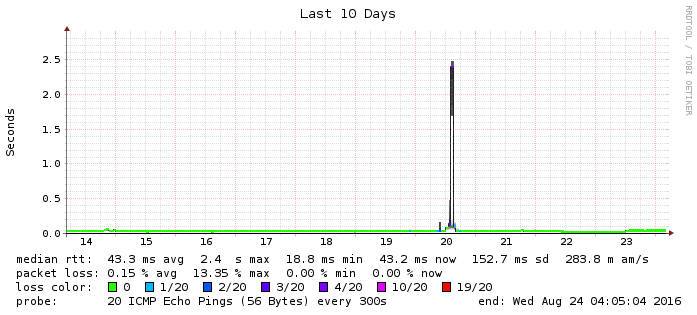 Last 10 Days
RRDTOOL / TOBI OETIKER
Seconds
2.5
2.0
1.5
1.0
0.5
0.0
14 15 16 17 18 19 20 21 22 23
median rtt: 43.3 ms avg 2.4 s max 18.8 ms min 43.2 ms now 152.7 ms sd 283.8 m am/s
packet loss: 0.15 % avg 13.35 % max 0.00 % min 0.00 % now
loss color: 0 1/20 2/20 3/20 4/20 10/20 19/20
probe: 20 ICMP Echo Pings (56 Bytes) every 300s end: Wed Aug 24 04:05:04 2016